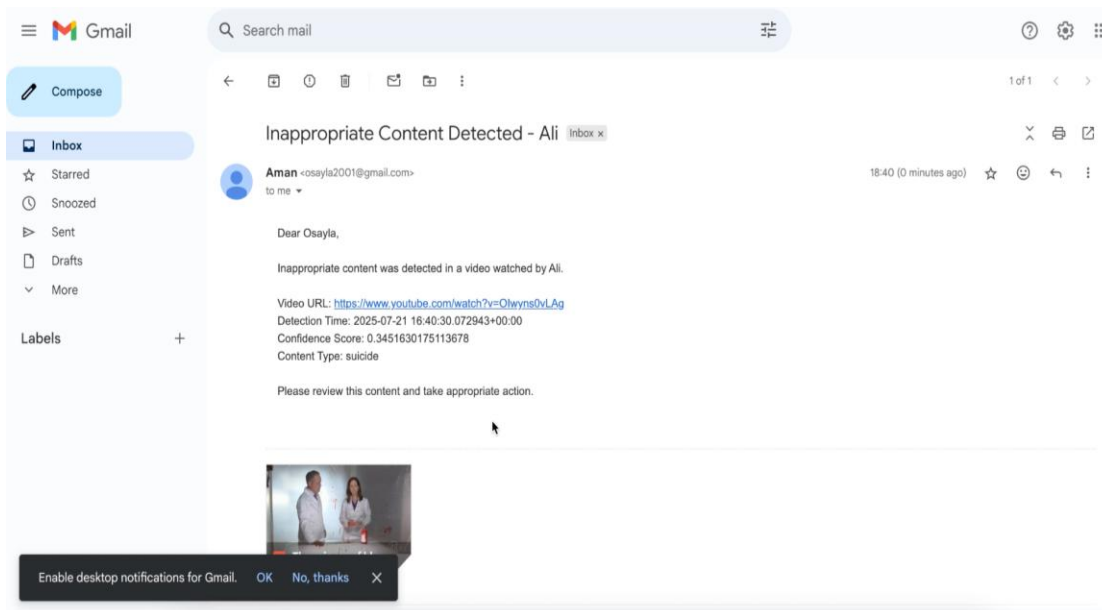 Gmail
Search mail
Compose
1 of 1
Inbox
Starred
Snoozed
Sent
Drafts
More
Labels
Inappropriate Content Detected - Ali Inbox x
Aman <osayla2001@gmail.com>
18:40 (0 minutes ago)
to me
Dear Osayla,
Inappropriate content was detected in a video watched by Ali.
Video URL: https://www.youtube.com/watch?v=OIwyns0vLAg
Detection Time: 2025-07-21 16:40:30.072943+00:00
Confidence Score: 0.3451630175113678
Content Type: suicide
Please review this content and take appropriate action.
Enable desktop notifications for Gmail. OK No, thanks